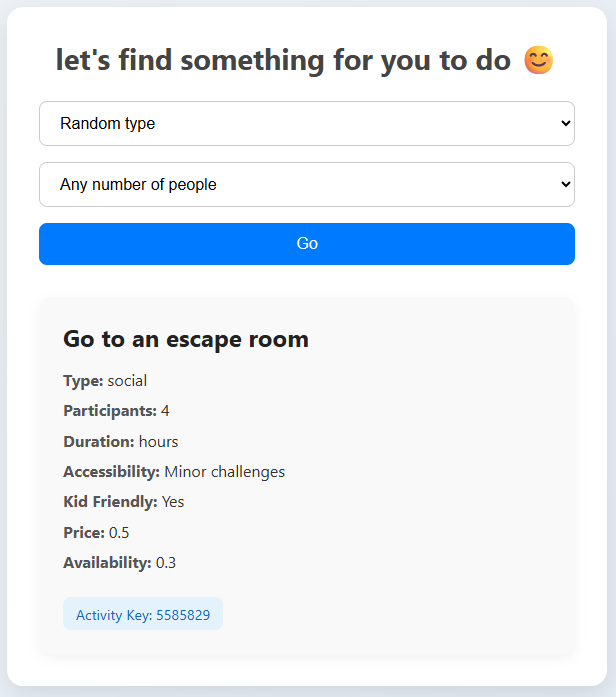 let's find something for you to do 😊
Random type
Any number of people
Go
Go to an escape room
Type: social
Participants: 4
Duration: hours
Accessibility: Minor challenges
Kid Friendly: Yes
Price: 0.5
Availability: 0.3
Activity Key: 5585829